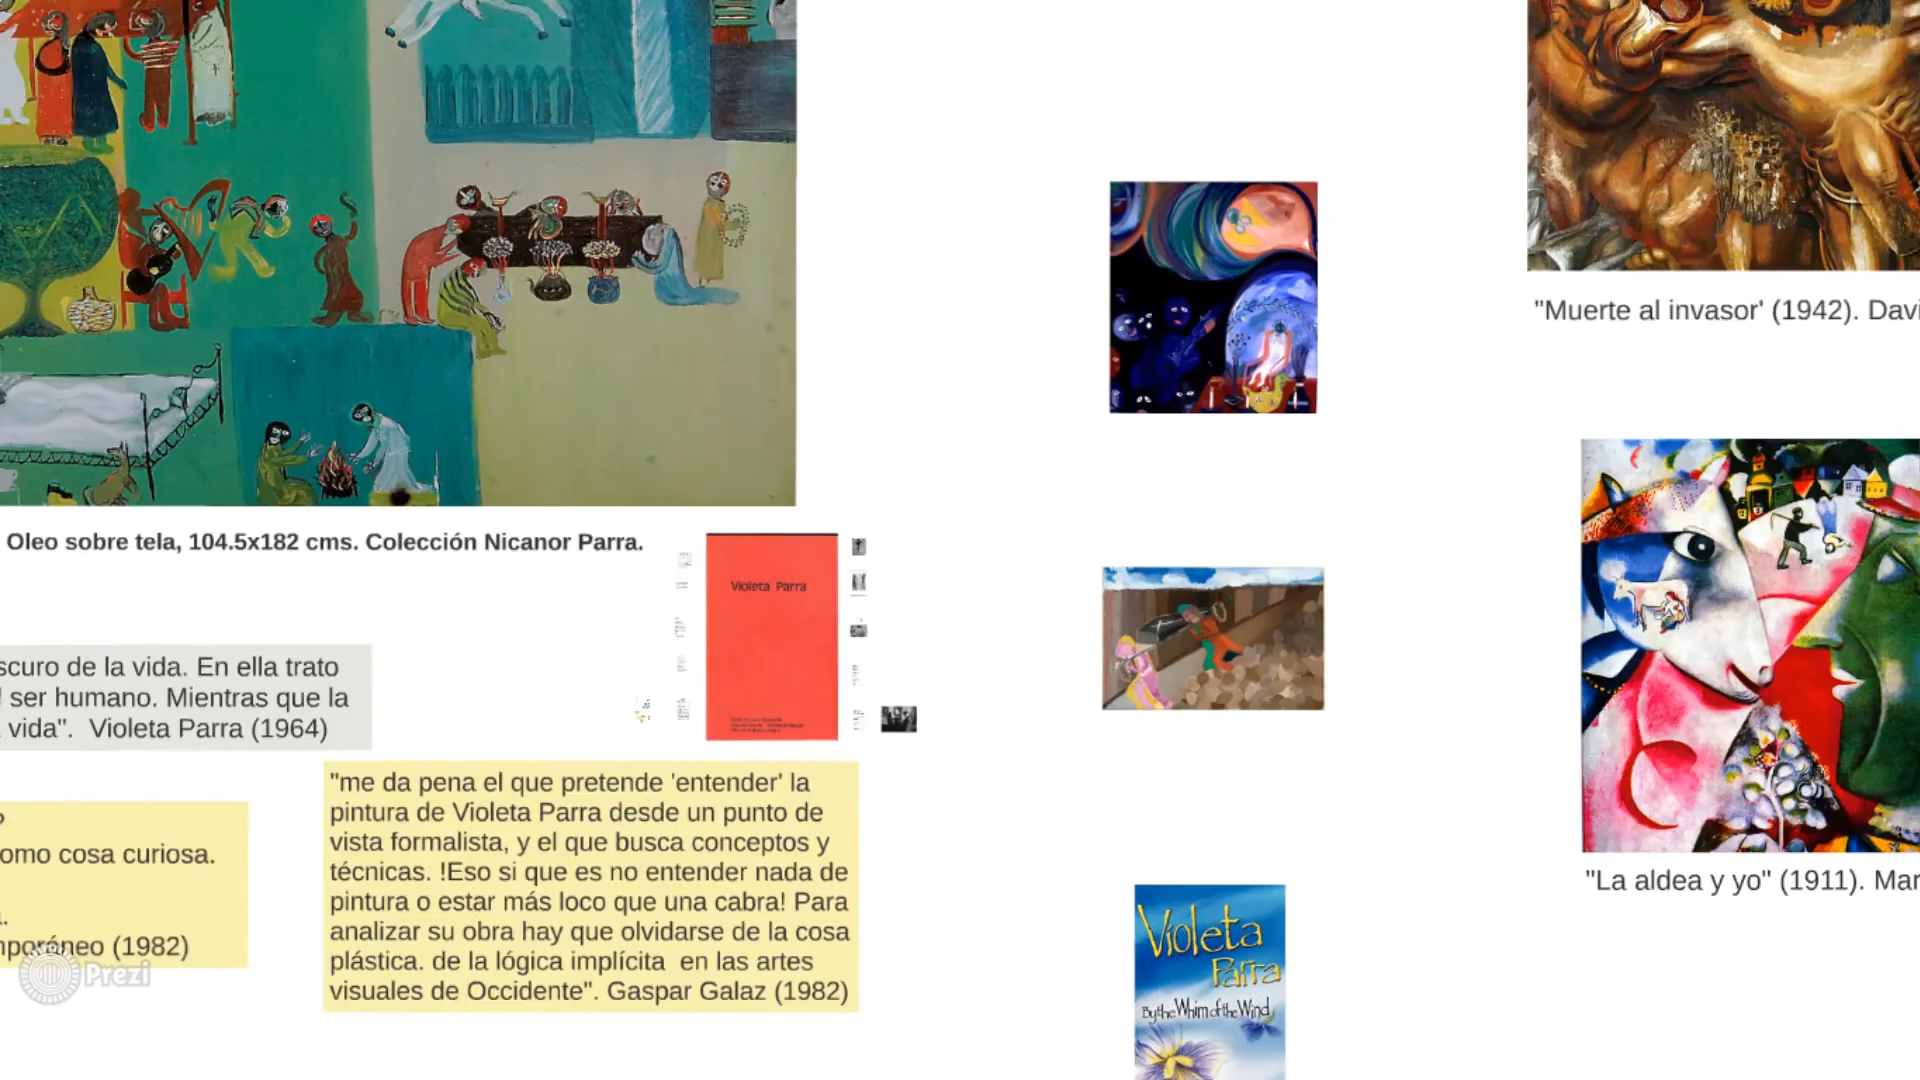 Oleo sobre tela, 104.5x182 cms. Colección Nicanor Parra.
Violeta Parra
scuro de la vida. En ella trato
ser humano. Mientras que la
vida". Violeta Parra (1964)
?
omo cosa curiosa.
a.
mporáneo (1982)
Prezi
"me da pena el que pretende 'entender' la
pintura de Violeta Parra desde un punto de
vista formalista, y el que busca conceptos y
técnicas. !Eso si que es no entender nada de
pintura o estar más loco que una cabra! Para
analizar su obra hay que olvidarse de la cosa
plástica. de la lógica implícita en las artes
visuales de Occidente". Gaspar Galaz (1982)
Violeta
Parra
By the Whim of the Wind
"Muerte al invasor' (1942). Davi
"La aldea y yo" (1911). Mar